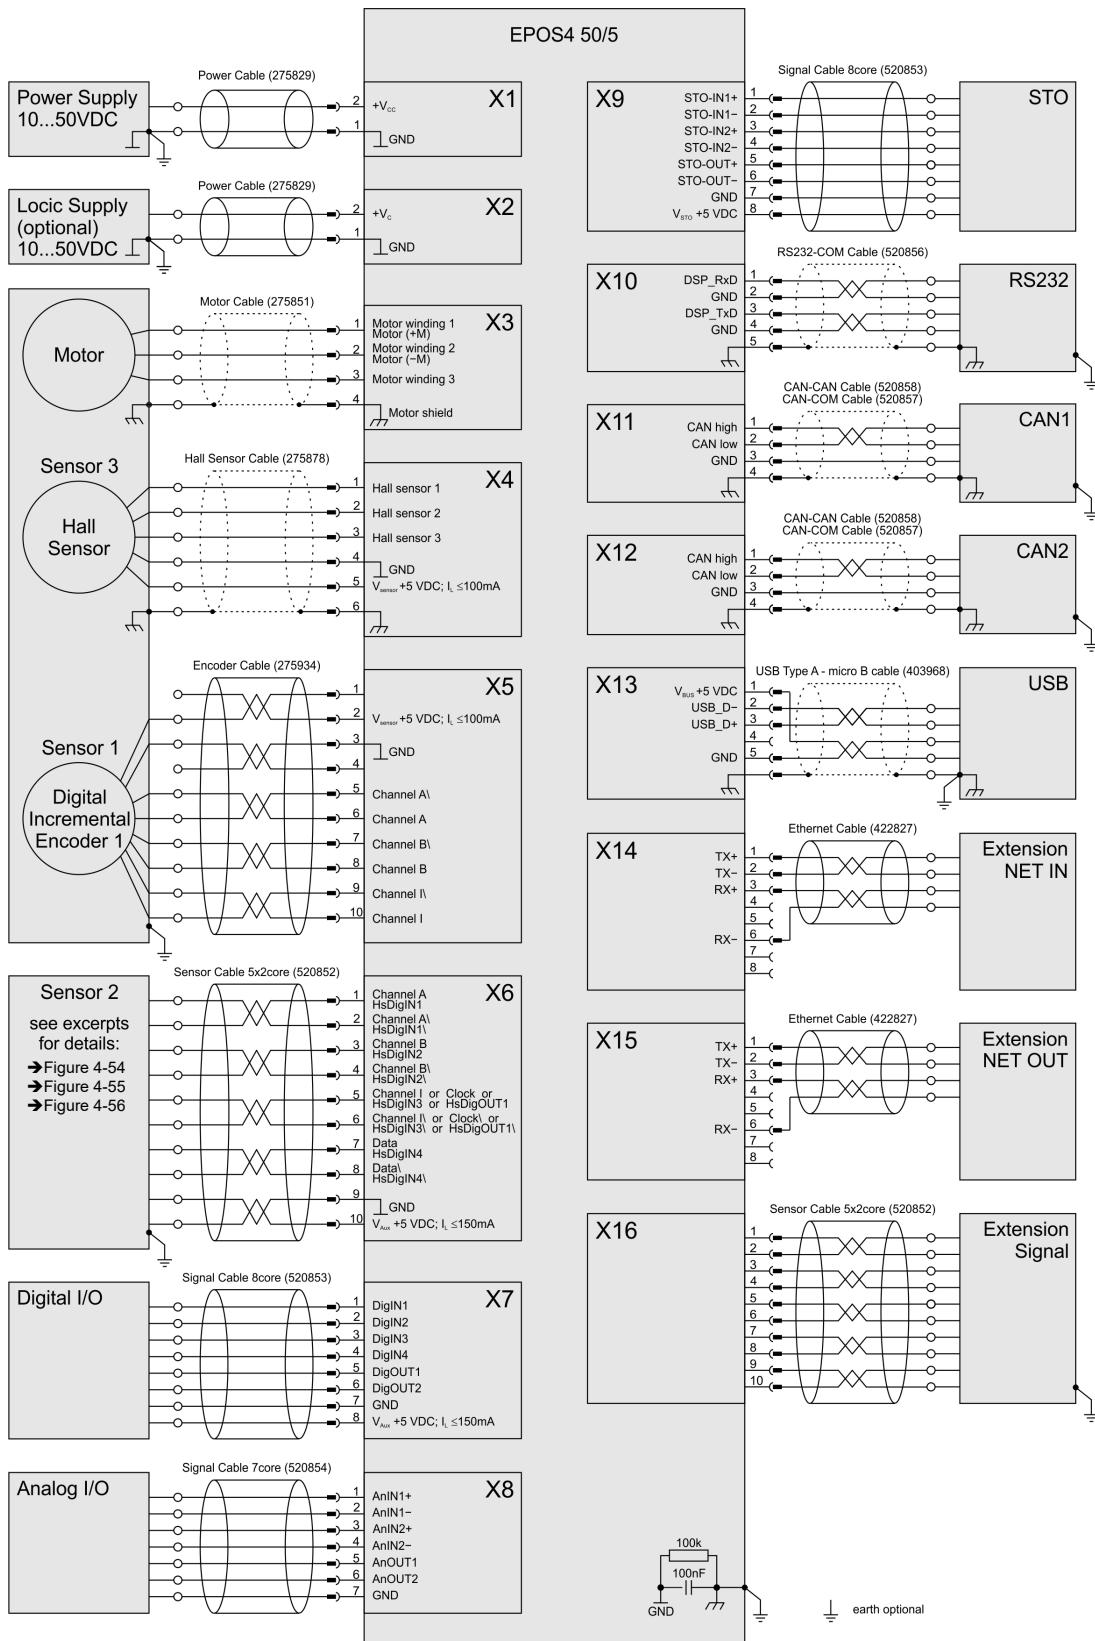 EPOS4 50/5
Power Cable (275829)
Power Supply
10...50VDC
X1
2 +Vcc
1 GND
Power Cable (275829)
Locic Supply
(optional)
10...50VDC
X2
2 +Vc
1 GND
Motor Cable (275851)
Motor
X3
1 Motor winding 1
Motor (+M)
2 Motor winding 2
Motor (−M)
3 Motor winding 3
4 Motor shield
Sensor 3
Hall Sensor Cable (275878)
Hall
Sensor
X4
1 Hall sensor 1
2 Hall sensor 2
3 Hall sensor 3
4 GND
5 Vsensor +5 VDC; IL ≤100mA
6
Encoder Cable (275934)
Sensor 1
Digital
Incremental
Encoder 1
X5
1
2 Vsensor +5 VDC; IL ≤100mA
3 GND
4
5 Channel A\
6 Channel A
7 Channel B\
8 Channel B
9 Channel I\
10 Channel I
Sensor Cable 5x2core (520852)
Sensor 2
see excerpts
for details:
➔Figure 4-54
➔Figure 4-55
➔Figure 4-56
X6
1 Channel A
HsDigIN1
2 Channel A\
HsDigIN1\
3 Channel B
HsDigIN2
4 Channel B\
HsDigIN2\
5 Channel I or Clock or
HsDigIN3 or HsDigOUT1
6 Channel I\ or Clock\ or
HsDigIN3\ or HsDigOUT1\
7 Data
HsDigIN4
8 Data\
HsDigIN4\
9 GND
10 VAux +5 VDC; IL ≤150mA
Signal Cable 8core (520853)
Digital I/O
X7
1 DigIN1
2 DigIN2
3 DigIN3
4 DigIN4
5 DigOUT1
6 DigOUT2
7 GND
8 VAux +5 VDC; IL ≤150mA
Signal Cable 7core (520854)
Analog I/O
X8
1 AnIN1+
2 AnIN1−
3 AnIN2+
4 AnIN2−
5 AnOUT1
6 AnOUT2
7 GND
Signal Cable 8core (520853)
X9
STO
STO-IN1+ 1
STO-IN1− 2
STO-IN2+ 3
STO-IN2− 4
STO-OUT+ 5
STO-OUT− 6
GND 7
VSTO +5 VDC 8
RS232-COM Cable (520856)
X10
RS232
DSP_RxD 1
GND 2
DSP_TxD 3
GND 4
5
CAN-CAN Cable (520858)
CAN-COM Cable (520857)
X11
CAN1
CAN high 1
CAN low 2
GND 3
4
CAN-CAN Cable (520858)
CAN-COM Cable (520857)
X12
CAN2
CAN high 1
CAN low 2
GND 3
4
USB Type A - micro B cable (403968)
X13
USB
VBUS +5 VDC 1
USB_D− 2
USB_D+ 3
4
GND 5
Ethernet Cable (422827)
X14
Extension
NET IN
TX+ 1
TX− 2
RX+ 3
4
5
RX− 6
7
8
Ethernet Cable (422827)
X15
Extension
NET OUT
TX+ 1
TX− 2
RX+ 3
4
5
RX− 6
7
8
Sensor Cable 5x2core (520852)
X16
Extension
Signal
1
2
3
4
5
6
7
8
9
10
100k
100nF
GND
earth optional